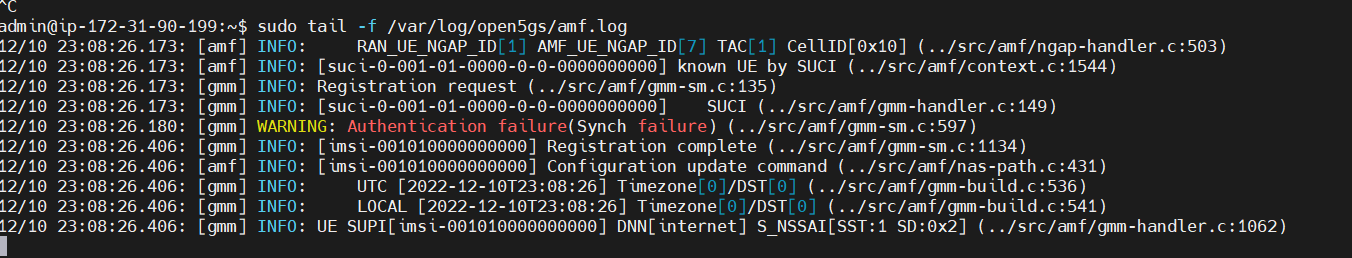 ^C
admin@ip-172-31-90-199:~$ sudo tail -f /var/log/open5gs/amf.log
12/10 23:08:26.173: [amf] INFO:     RAN_UE_NGAP_ID[1] AMF_UE_NGAP_ID[7] TAC[1] CellID[0x10] (../src/amf/ngap-handler.c:503)
12/10 23:08:26.173: [amf] INFO: [suci-0-001-01-0000-0-0-0000000000] known UE by SUCI (../src/amf/context.c:1544)
12/10 23:08:26.173: [gmm] INFO: Registration request (../src/amf/gmm-sm.c:135)
12/10 23:08:26.173: [gmm] INFO: [suci-0-001-01-0000-0-0-0000000000]    SUCI (../src/amf/gmm-handler.c:149)
12/10 23:08:26.180: [gmm] WARNING: Authentication failure(Synch failure) (../src/amf/gmm-sm.c:597)
12/10 23:08:26.406: [gmm] INFO: [imsi-001010000000000] Registration complete (../src/amf/gmm-sm.c:1134)
12/10 23:08:26.406: [amf] INFO: [imsi-001010000000000] Configuration update command (../src/amf/nas-path.c:431)
12/10 23:08:26.406: [gmm] INFO:     UTC [2022-12-10T23:08:26] Timezone[0]/DST[0] (../src/amf/gmm-build.c:536)
12/10 23:08:26.406: [gmm] INFO:     LOCAL [2022-12-10T23:08:26] Timezone[0]/DST[0] (../src/amf/gmm-build.c:541)
12/10 23:08:26.406: [gmm] INFO: UE SUPI[imsi-001010000000000] DNN[internet] S_NSSAI[SST:1 SD:0x2] (../src/amf/gmm-handler.c:1062)